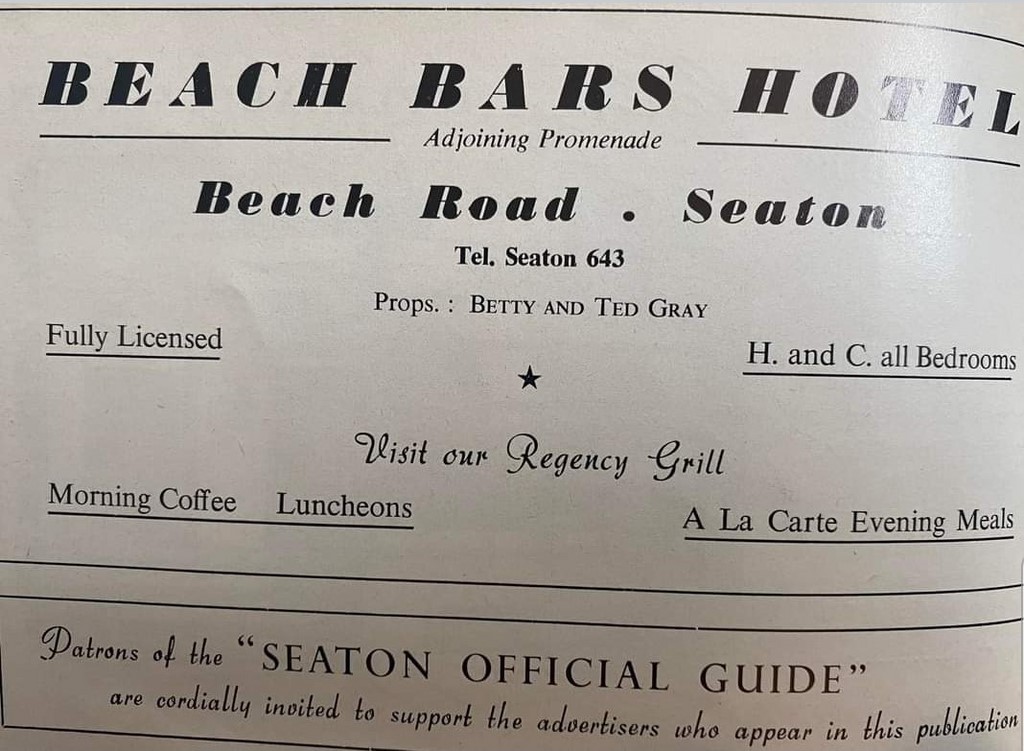 BEACH BARS HOTEL
Adjoining Promenade
Beach Road . Seaton
Tel. Seaton 643
Props. : BETTY AND TED GRAY
Fully Licensed
H. and C. all Bedrooms
★
Visit our Regency Grill
Morning Coffee Luncheons
A La Carte Evening Meals
Patrons of the "SEATON OFFICIAL GUIDE"
are cordially invited to support the advertisers who appear in this publication